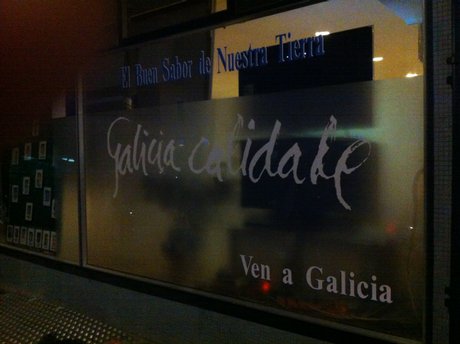 El Buen Sabor de Nuestra Tierra
Galicia calidade
Ven a Galicia